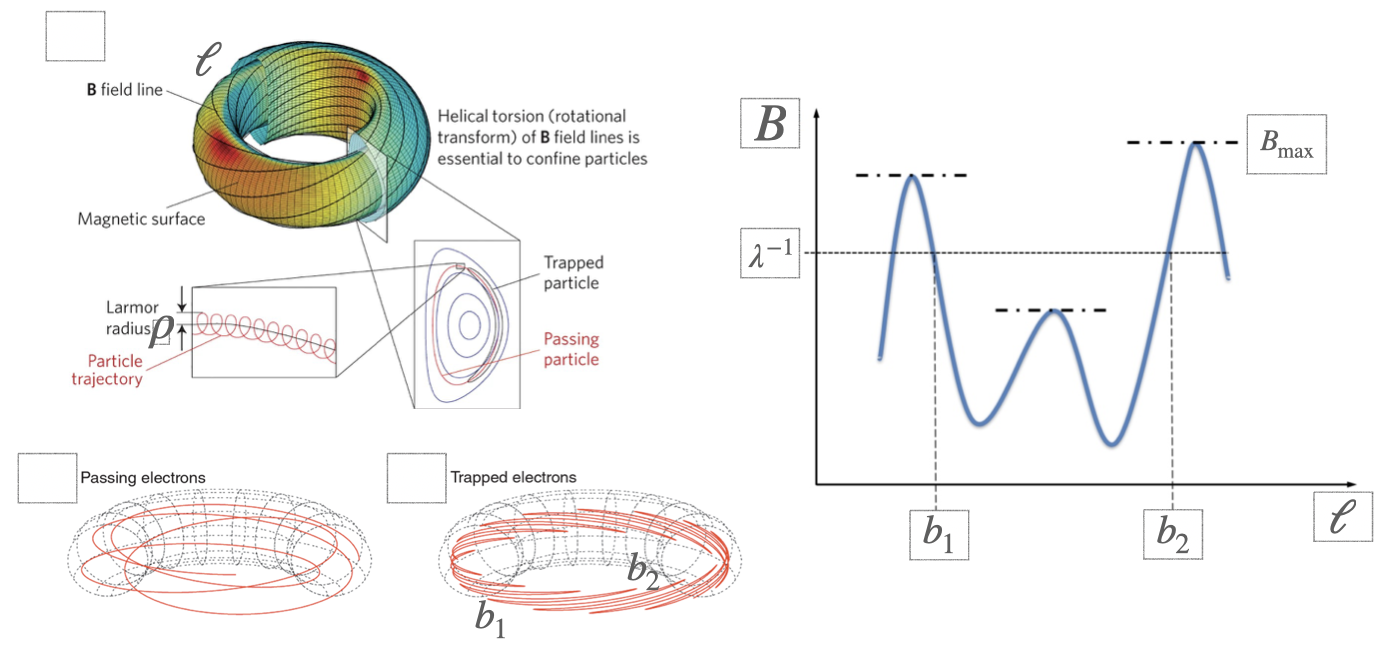 ℓ
B field line
Helical torsion (rotational
transform) of B field lines is
essential to confine particles
Magnetic surface
Larmor
radius ρ
Particle
trajectory
Trapped
particle
Passing
particle
Passing electrons
Trapped electrons
b₁
b₂
B
B_max
λ⁻¹
b₁
b₂
ℓ